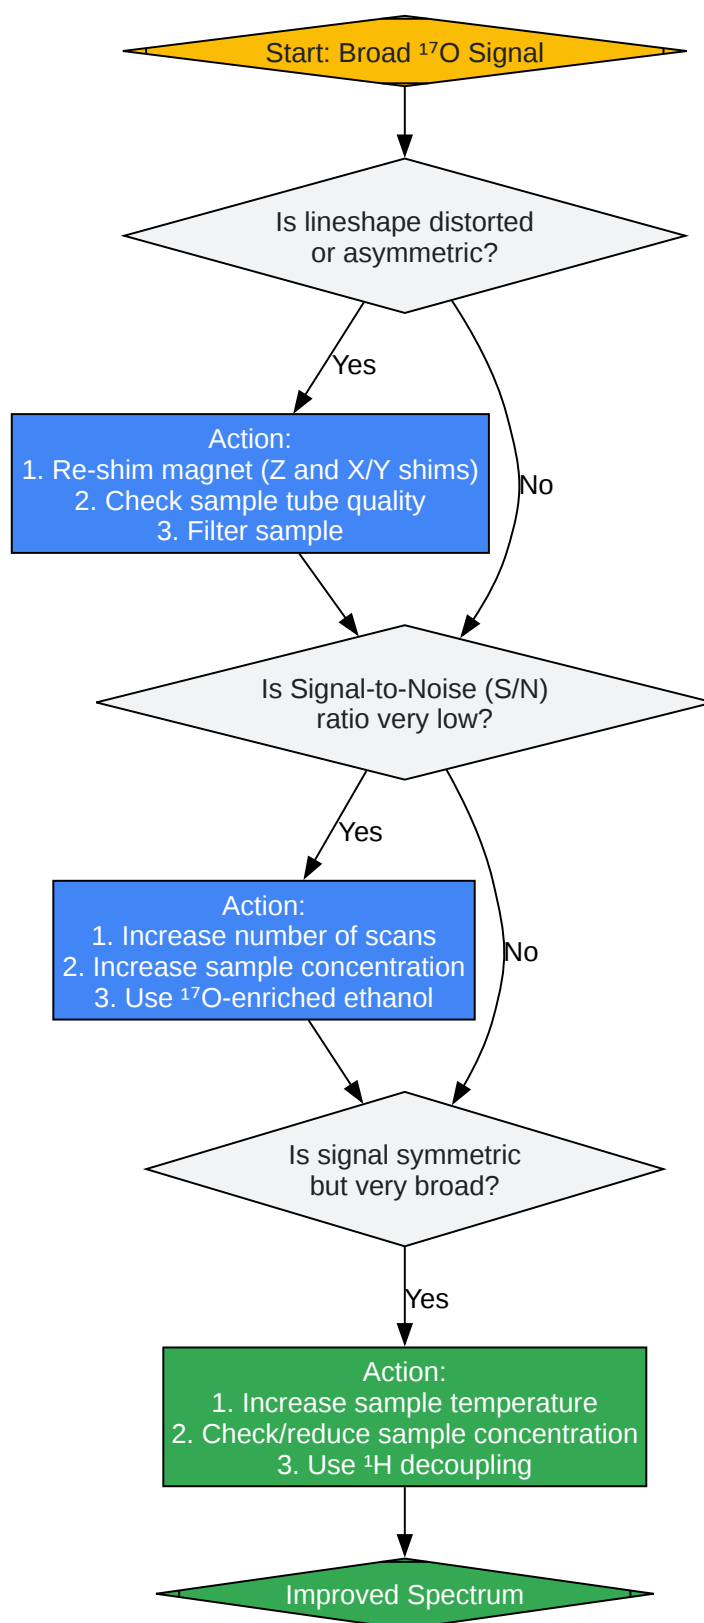 Start: Broad ¹⁷O Signal
Is lineshape distorted
or asymmetric?
Yes
No
Action:
1. Re-shim magnet (Z and X/Y shims)
2. Check sample tube quality
3. Filter sample
Is Signal-to-Noise (S/N)
ratio very low?
Yes
No
Action:
1. Increase number of scans
2. Increase sample concentration
3. Use ¹⁷O-enriched ethanol
Is signal symmetric
but very broad?
Yes
Action:
1. Increase sample temperature
2. Check/reduce sample concentration
3. Use ¹H decoupling
Improved Spectrum